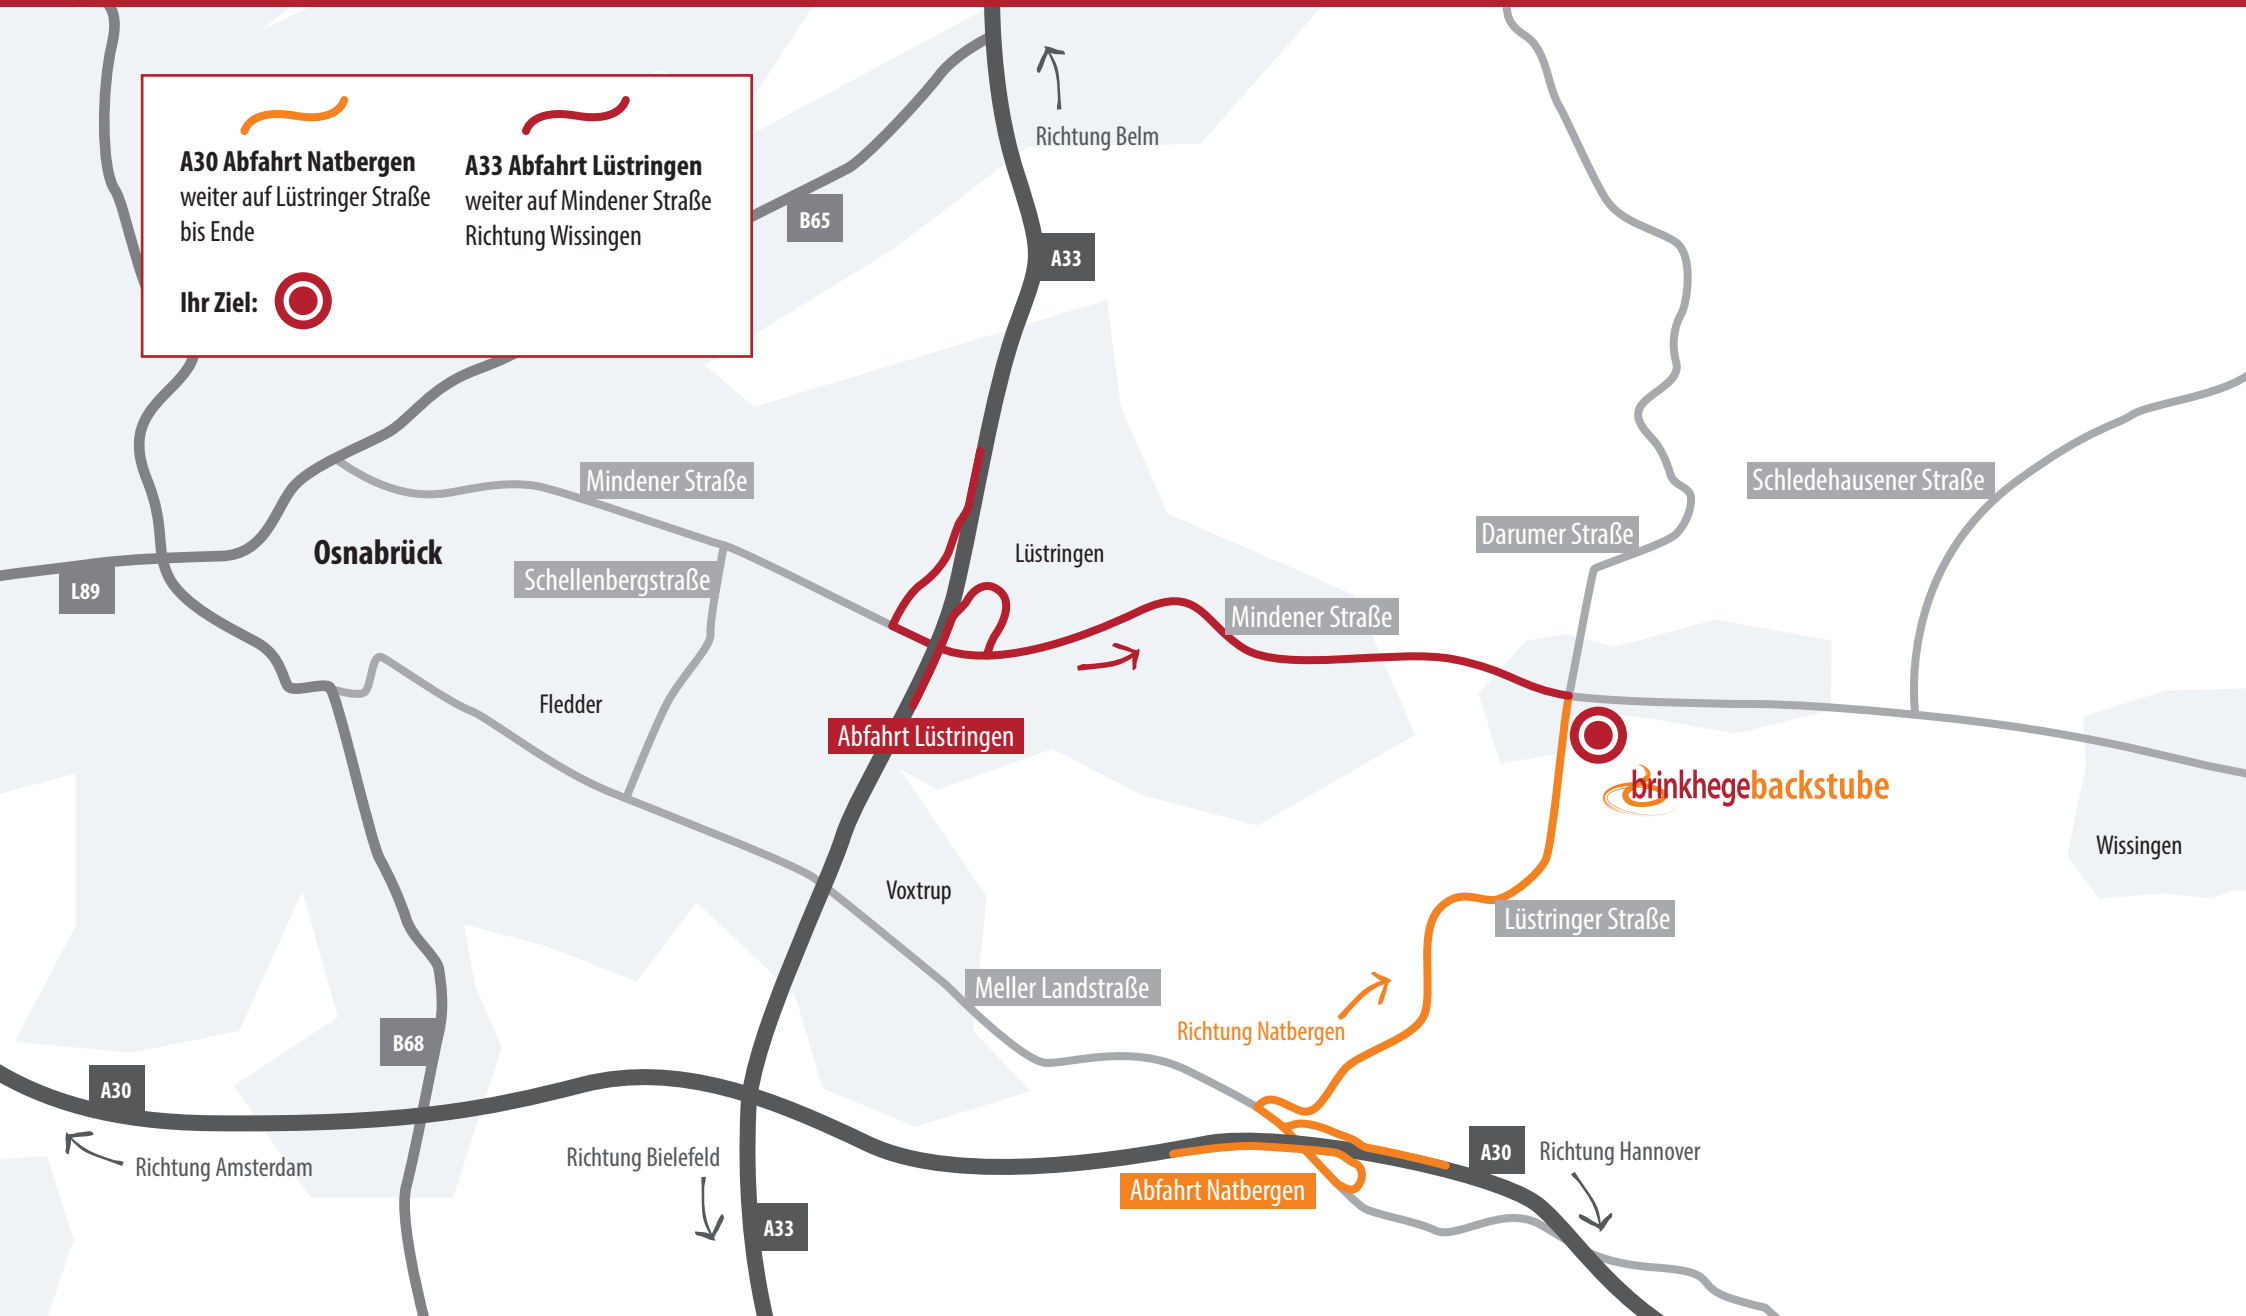 A30 Abfahrt Natbergen
weiter auf Lüstringer Straße
bis Ende
A33 Abfahrt Lüstringen
weiter auf Mindener Straße
Richtung Wissingen
Ihr Ziel:
Richtung Belm
B65
A33
Mindener Straße
Schledehausener Straße
Darumer Straße
Osnabrück
Lüstringen
Schellenbergstraße
L89
Mindener Straße
Fledder
Abfahrt Lüstringen
brinkhegebackstube
Wissingen
Voxtrup
Lüstringer Straße
Meller Landstraße
Richtung Natbergen
B68
A30
Richtung Amsterdam
Richtung Bielefeld
A30
Richtung Hannover
Abfahrt Natbergen
A33